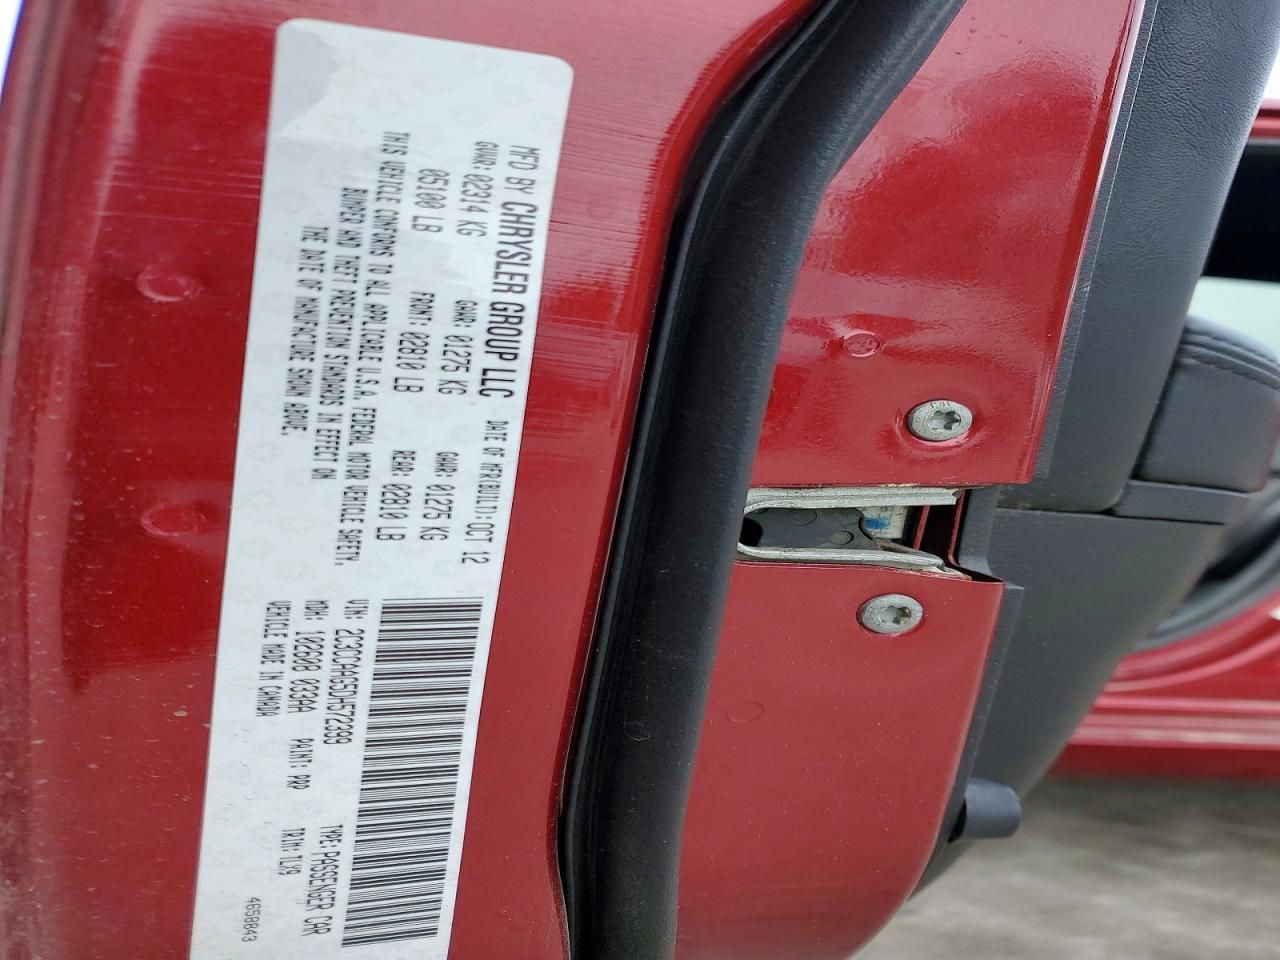 MFD BY CHRYSLER GROUP LLC DATE OF MFR(BUILT): OCT 12
GVWR: 02314 KG GAWR: 01275 KG GAWR: 01275 KG
05100 LB FRONT: 02810 LB REAR: 02810 LB
THIS VEHICLE CONFORMS TO ALL APPLICABLE U.S.A. FEDERAL MOTOR VEHICLE SAFETY,
BUMPER AND THEFT PREVENTION STANDARDS IN EFFECT ON
THE DATE OF MANUFACTURE SHOWN ABOVE.
VIN: 2C3CCAAG5DH572399 TYPE: PASSENGER CAR
MDH: 102608 033AA PAINT: PRP TRIM: TLX9
VEHICLE MADE IN CANADA 4658843